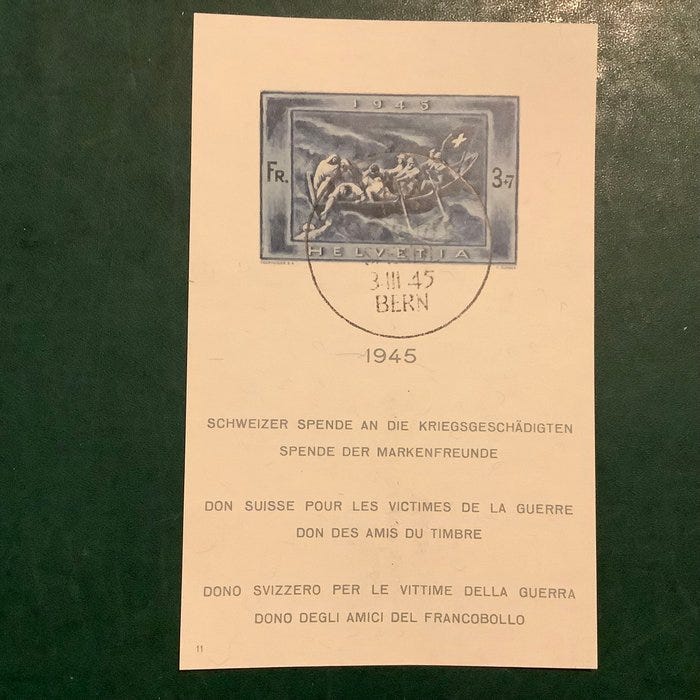 1945
FR. 3+7
HELVETIA
3.III.45
BERN
1945
SCHWEIZER SPENDE AN DIE KRIEGSGESCHÄDIGTEN
SPENDE DER MARKENFREUNDE
DON SUISSE POUR LES VICTIMES DE LA GUERRE
DON DES AMIS DU TIMBRE
DONO SVIZZERO PER LE VITTIME DELLA GUERRA
DONO DEGLI AMICI DEL FRANCOBOLLO
11